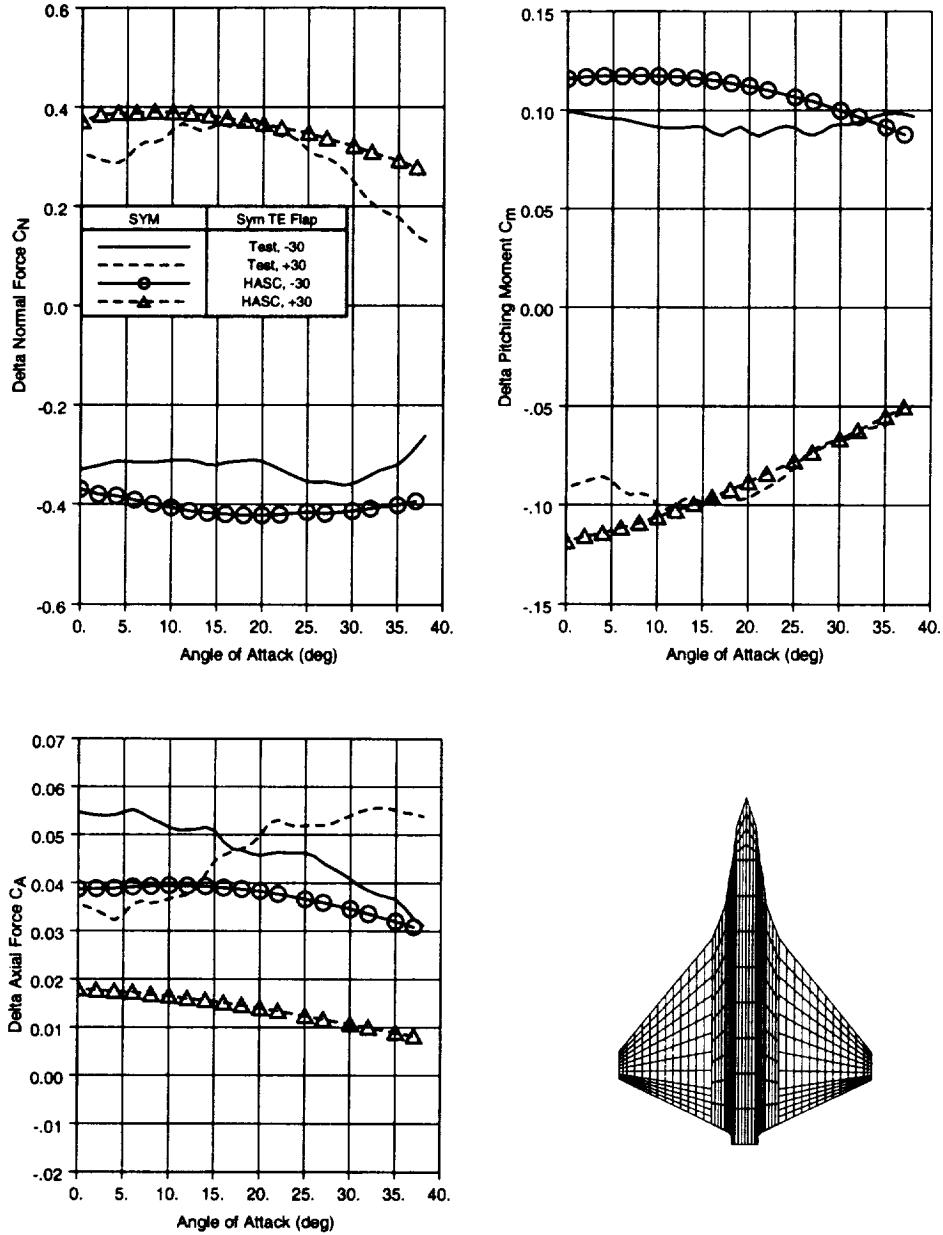 0.6
0.4
0.2
0.0
-0.2
-0.4
-0.6
Delta Normal Force CN
SYM Sym TE Flap
Test, -30
Test, +30
HASC, -30
HASC, +30
0. 5. 10. 15. 20. 25. 30. 35. 40.
Angle of Attack (deg)
0.15
0.10
0.05
0.00
-.05
-.10
-.15
Delta Pitching Moment Cm
0. 5. 10. 15. 20. 25. 30. 35. 40.
Angle of Attack (deg)
0.07
0.06
0.05
0.04
0.03
0.02
0.01
0.00
-.01
-.02
Delta Axial Force CA
0. 5. 10. 15. 20. 25. 30. 35. 40.
Angle of Attack (deg)